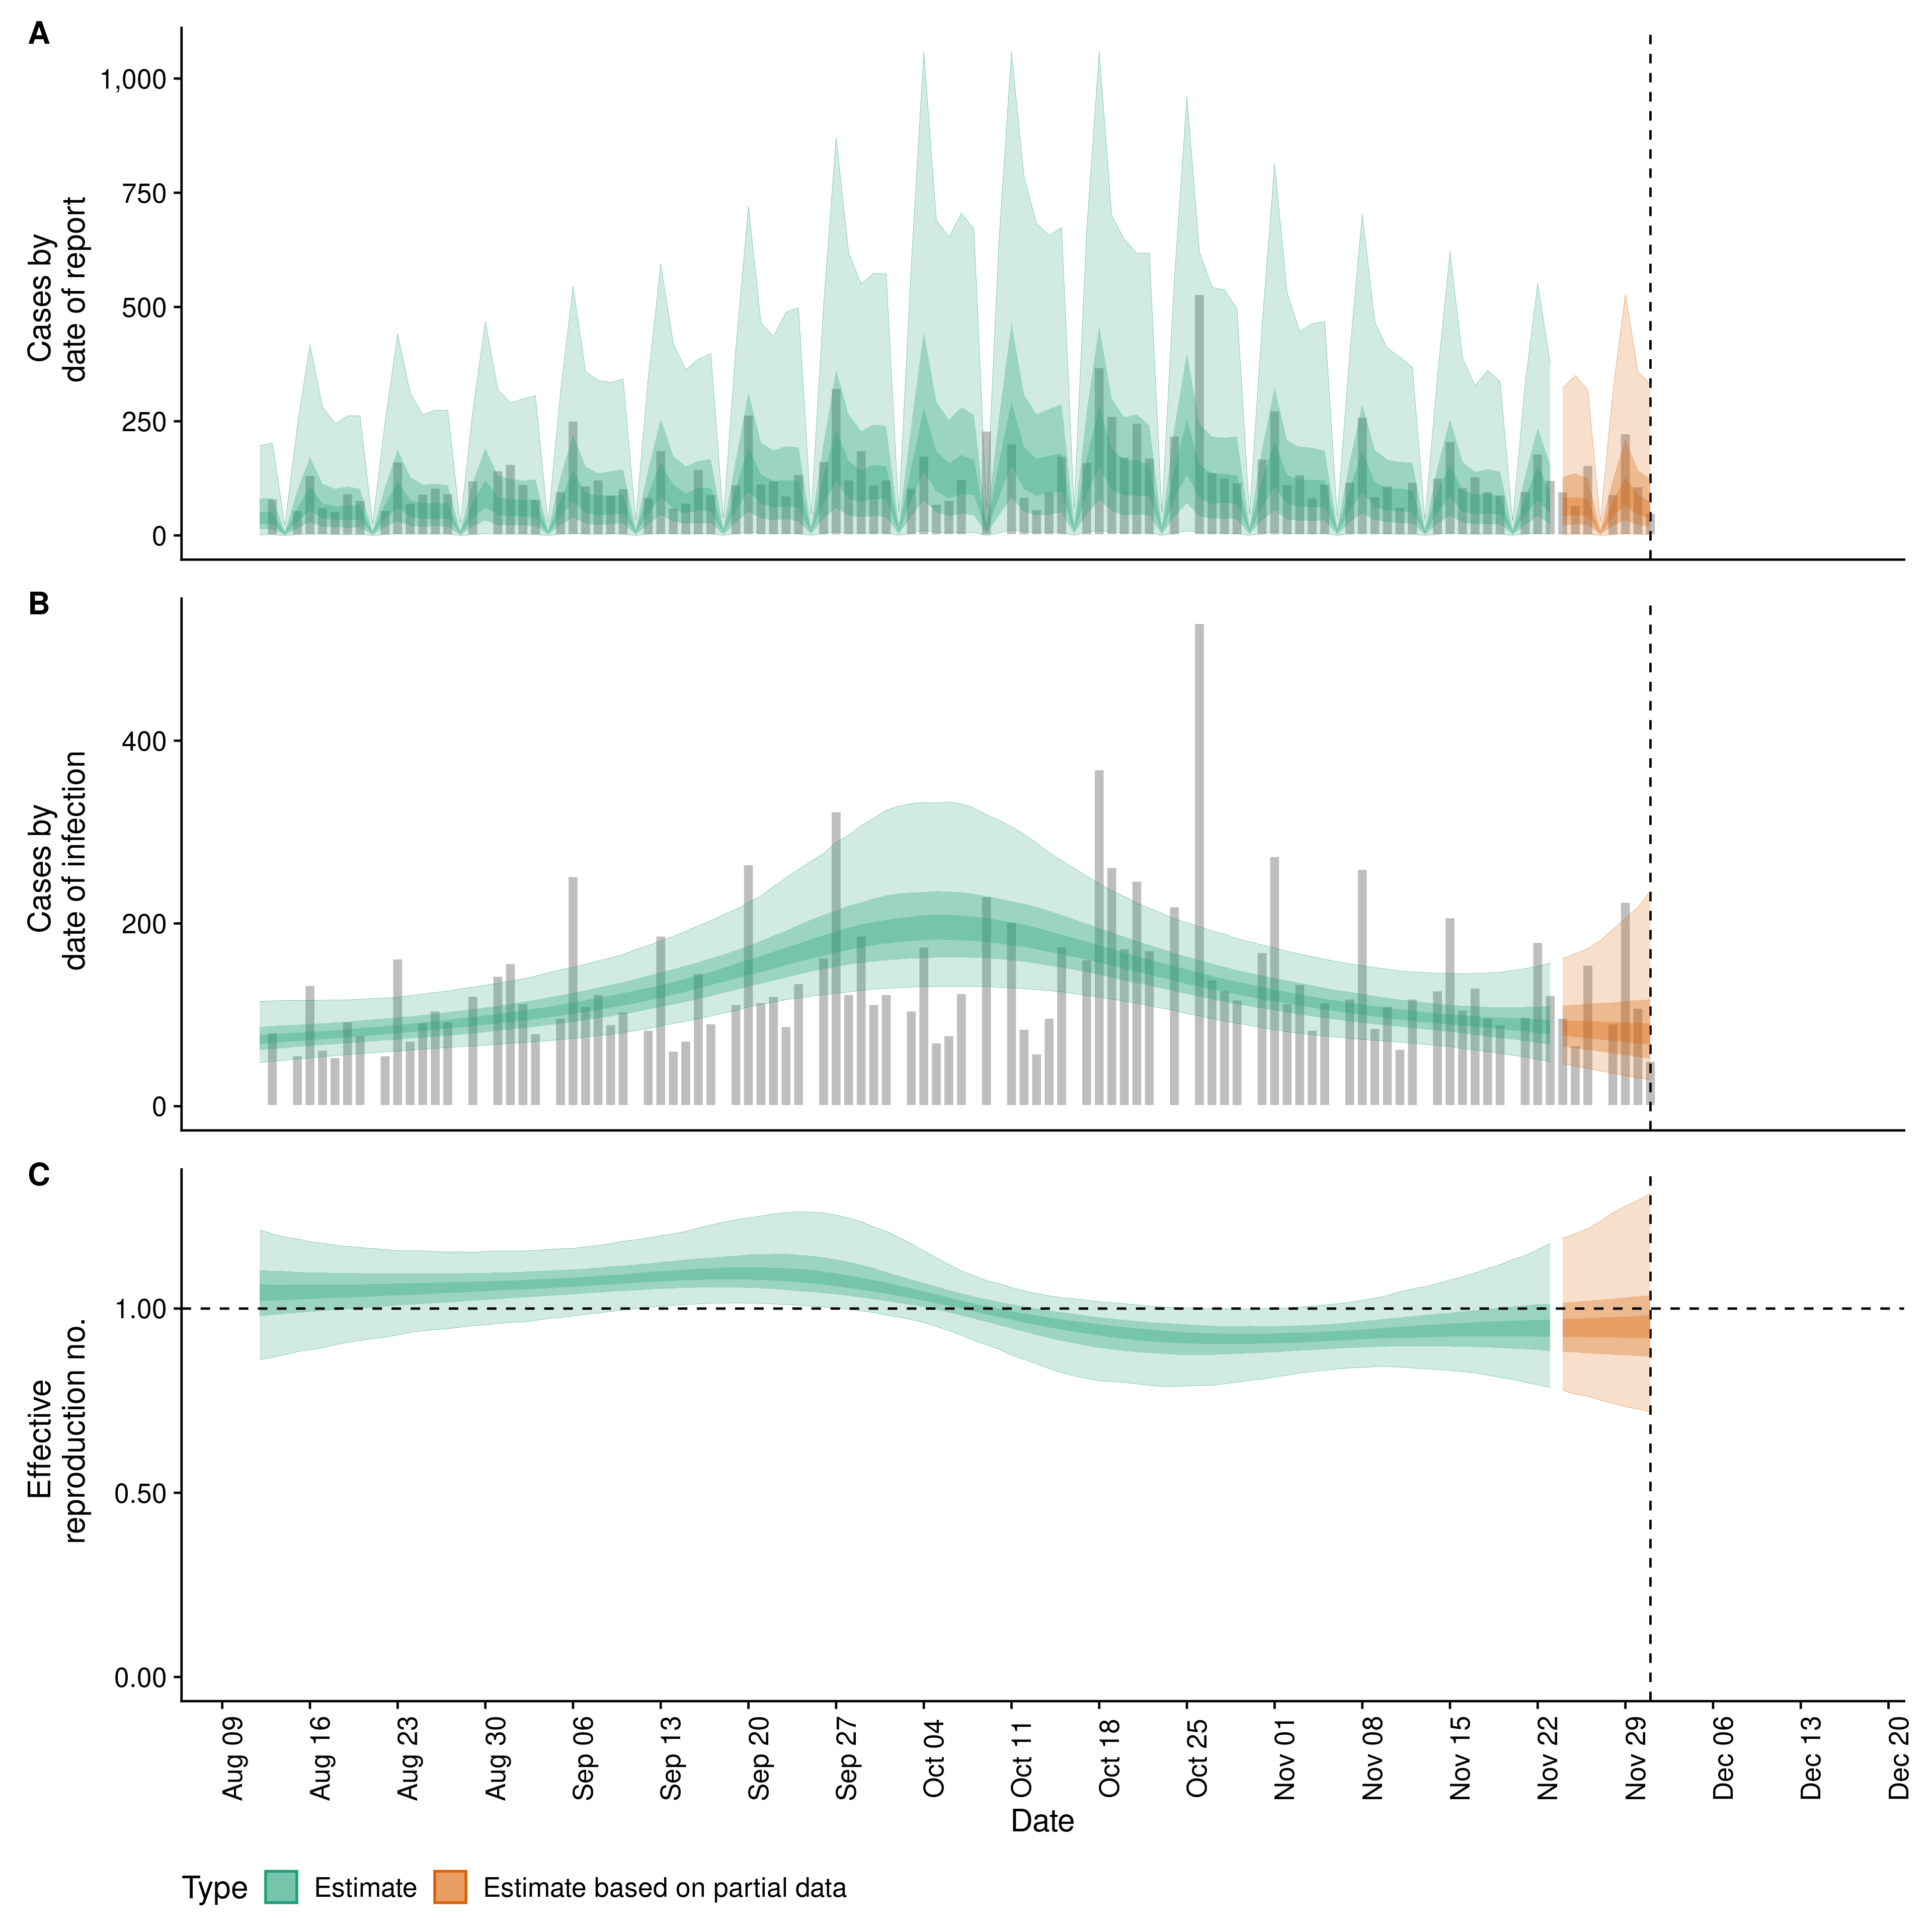 A
1,000
750
500
250
0
Cases by
date of report
B
400
200
0
Cases by
date of infection
C
1.00
0.50
0.00
Effective
reproduction no.
Aug 09
Aug 16
Aug 23
Aug 30
Sep 06
Sep 13
Sep 20
Sep 27
Oct 04
Oct 11
Oct 18
Oct 25
Nov 01
Nov 08
Nov 15
Nov 22
Nov 29
Dec 06
Dec 13
Dec 20
Date
Type Estimate Estimate based on partial data